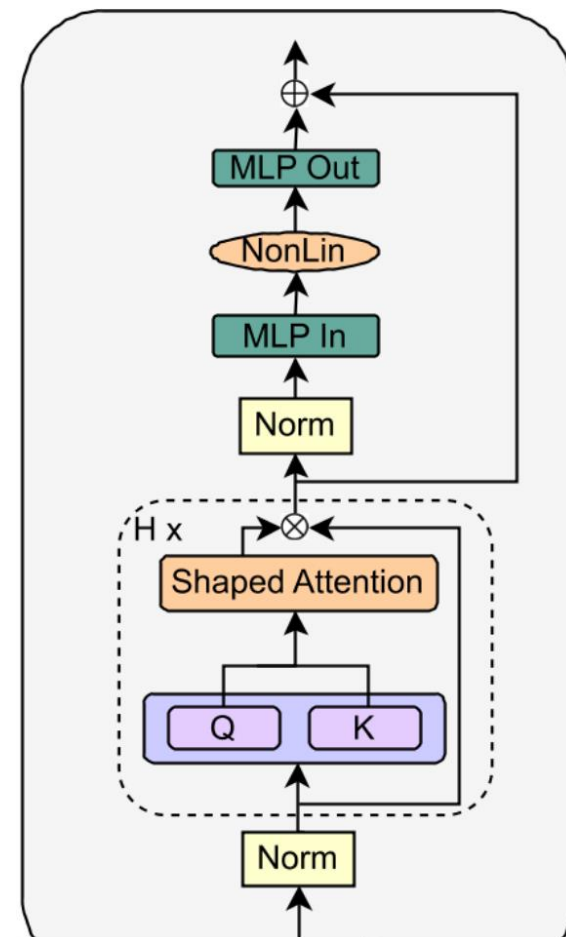 MLP Out
NonLin
MLP In
Norm
H x
Shaped Attention
Q K
Norm